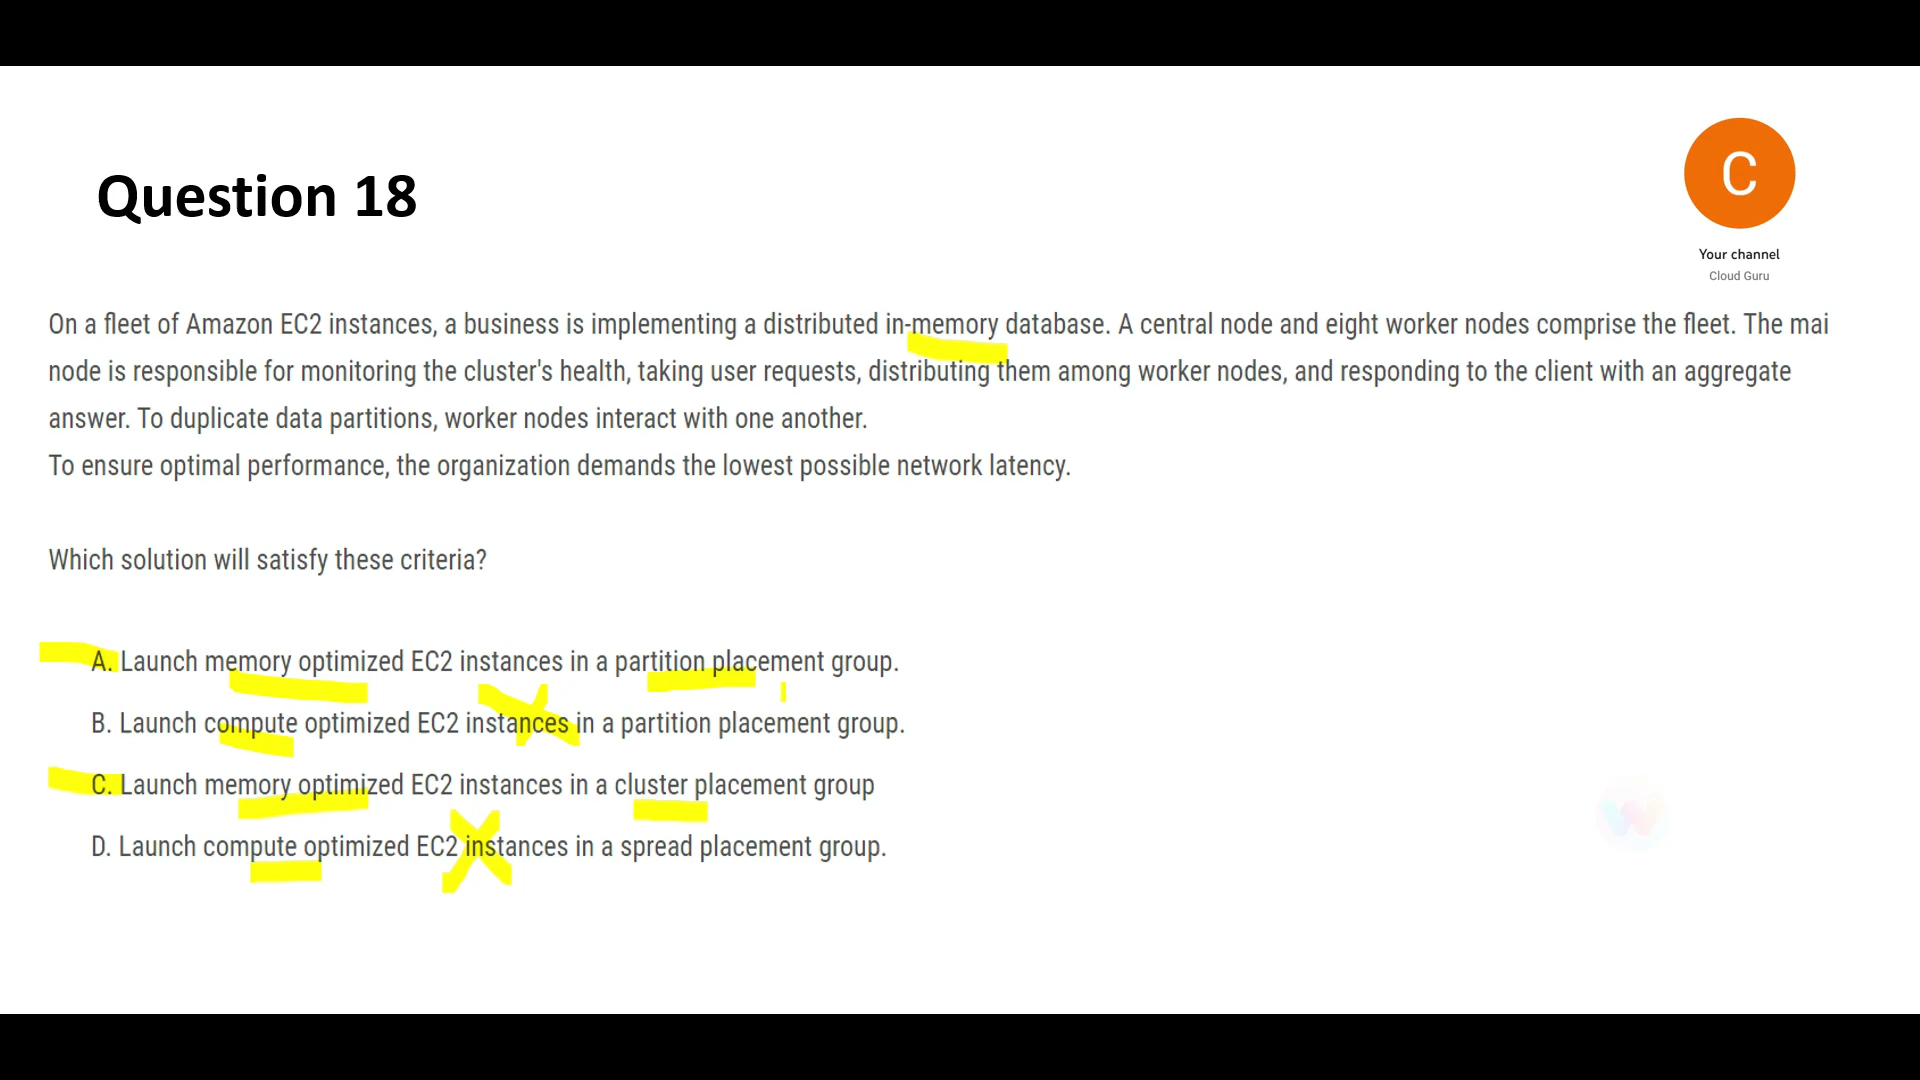 C
Question 18
Your channel
Cloud Guru
On a fleet of Amazon EC2 instances, a business is implementing a distributed in-memory database. A central node and eight worker nodes comprise the fleet. The mai
node is responsible for monitoring the cluster's health, taking user requests, distributing them among worker nodes, and responding to the client with an aggregate
answer. To duplicate data partitions, worker nodes interact with one another.
To ensure optimal performance, the organization demands the lowest possible network latency.
Which solution will satisfy these criteria?
A. Launch memory optimized EC2 instances in a partition placement group.
B. Launch compute optimized EC2 instances in a partition placement group.
C. Launch memory optimized EC2 instances in a cluster placement group
D. Launch compute optimized EC2 instances in a spread placement group.